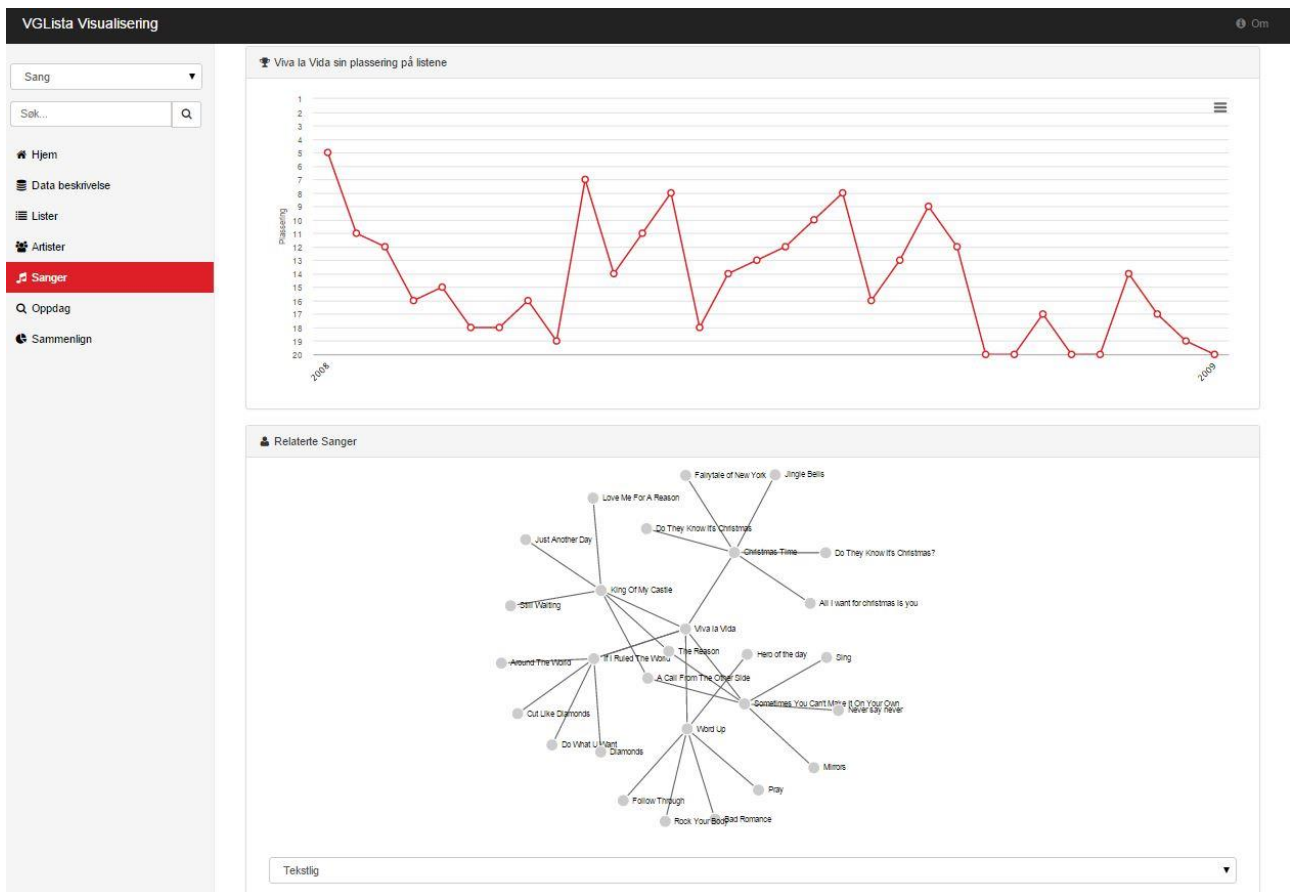 VGLista Visualisering
Om
Sang
Søk...
Hjem
Data beskrivelse
Lister
Artister
Sanger
Oppdag
Sammenlign
Viva la Vida sin plassering på listene
Plassering
1
2
3
4
5
6
7
8
9
10
11
12
13
14
15
16
17
18
19
20
2008
2009
Relaterte Sanger
Fairytale of New York
Jingle Bells
Love Me For A Reason
Do They Know It's Christmas
Just Another Day
Christmas Time
Do They Know It's Christmas?
King Of My Castle
Still Waiting
All I want for christmas is you
Viva la Vida
The Reason
Hero of the day
Sing
Around The World
If I Ruled The World
A Call From The Other Side
Sometimes You Can't Make It On Your Own
Never say never
Cut Like Diamonds
Word Up
Do What U Want
Diamonds
Mirrors
Pray
Follow Through
Rock Your Body
Bad Romance
Tekstlig